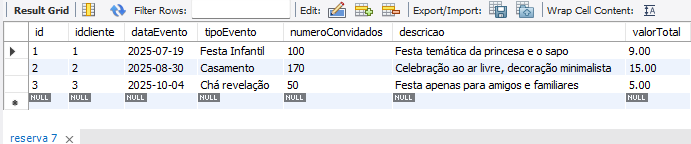 Result Grid Filter Rows: Edit: Export/Import: Wrap Cell Content: IA
id idcliente dataEvento tipoEvento numeroConvidados descricao valorTotal
1 1 2025-07-19 Festa Infantil 100 Festa temática da princesa e o sapo 9.00
2 2 2025-08-30 Casamento 170 Celebração ao ar livre, decoração minimalista 15.00
3 3 2025-10-04 Chá revelação 50 Festa apenas para amigos e familiares 5.00
NULL NULL NULL NULL NULL NULL NULL
reserva 7